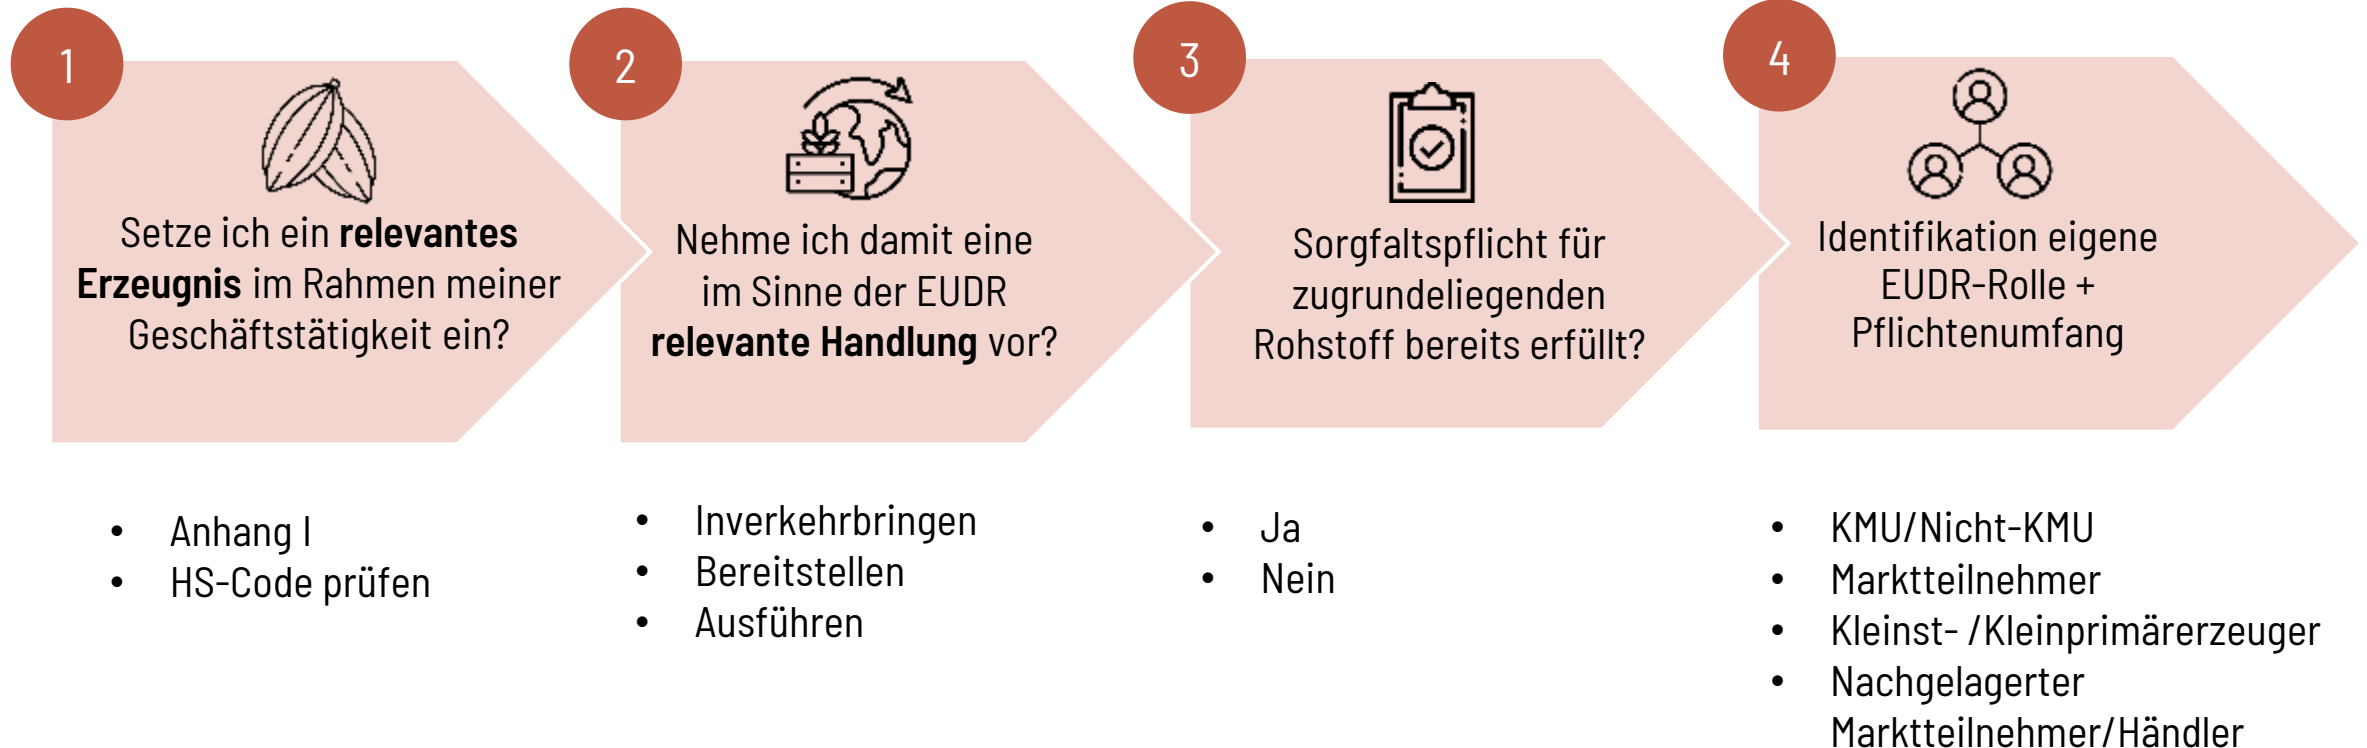 1
Setze ich ein relevantes
Erzeugnis im Rahmen meiner
Geschäftstätigkeit ein?
• Anhang I
• HS-Code prüfen
2
Nehme ich damit eine
im Sinne der EUDR
relevante Handlung vor?
• Inverkehrbringen
• Bereitstellen
• Ausführen
3
Sorgfaltspflicht für
zugrundeliegenden
Rohstoff bereits erfüllt?
• Ja
• Nein
4
Identifikation eigene
EUDR-Rolle +
Pflichtenumfang
• KMU/Nicht-KMU
• Marktteilnehmer
• Kleinst- /Kleinprimärerzeuger
• Nachgelagerter
Marktteilnehmer/Händler